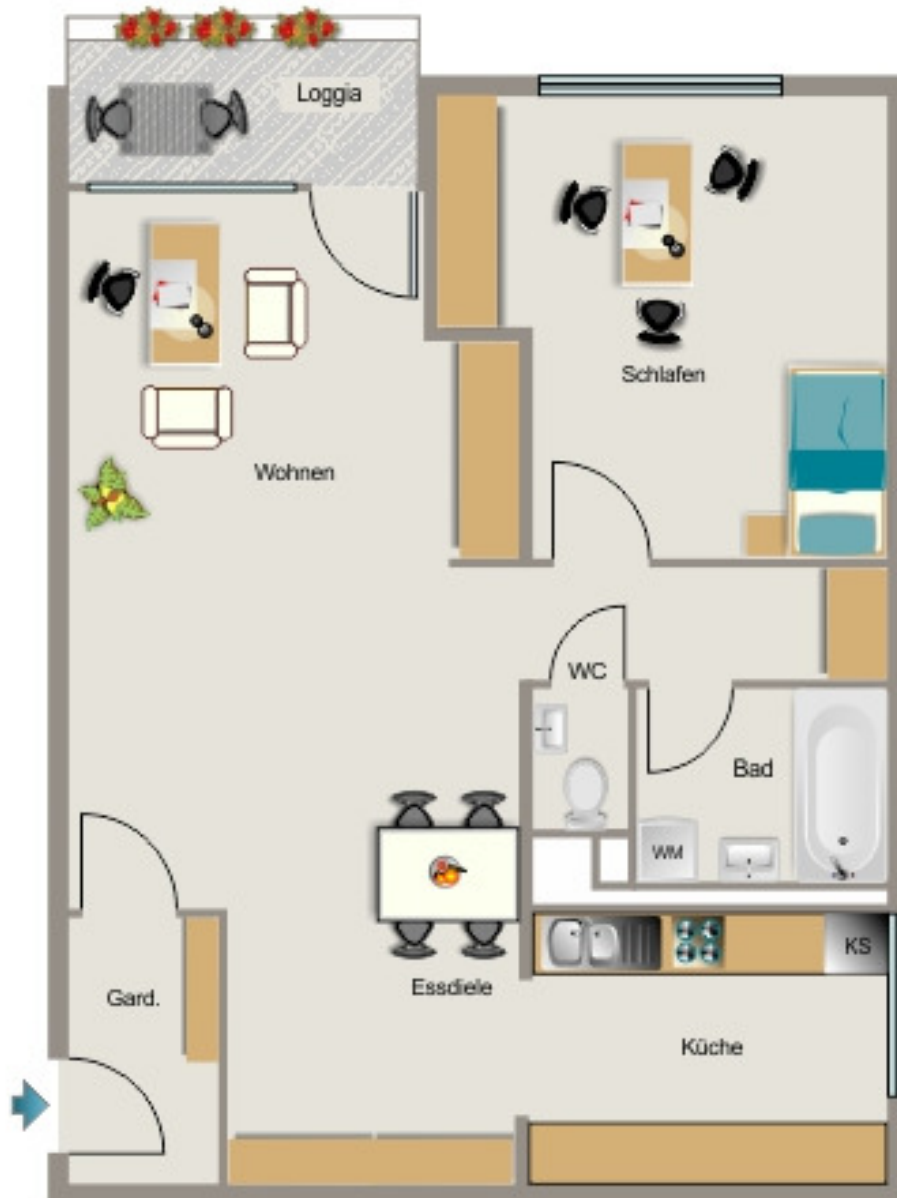 Loggia
Schlafen
Wohnen
WC
Bad
WM
KS
Essdiele
Gard.
Küche